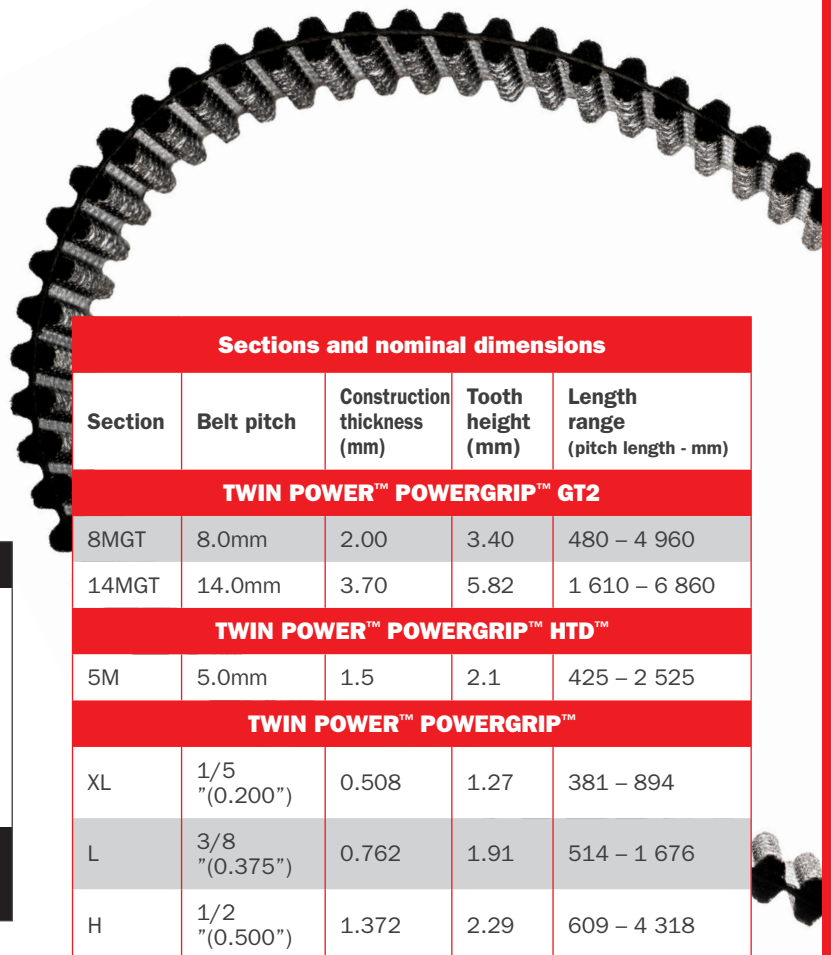 Sections and nominal dimensions
Section Belt pitch Construction thickness (mm) Tooth height (mm) Length range (pitch length - mm)
TWIN POWER™ POWERGRIP™ GT2
8MGT 8.0mm 2.00 3.40 480 – 4 960
14MGT 14.0mm 3.70 5.82 1 610 – 6 860
TWIN POWER™ POWERGRIP™ HTD™
5M 5.0mm 1.5 2.1 425 – 2 525
TWIN POWER™ POWERGRIP™
XL 1/5 ”(0.200”) 0.508 1.27 381 – 894
L 3/8 ”(0.375”) 0.762 1.91 514 – 1 676
H 1/2 ”(0.500”) 1.372 2.29 609 – 4 318